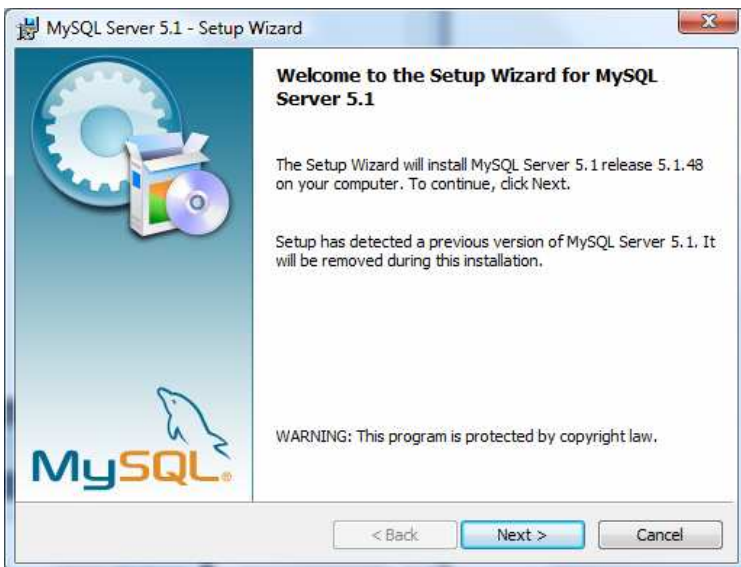 MySQL Server 5.1 - Setup Wizard
X
Welcome to the Setup Wizard for MySQL
Server 5.1
The Setup Wizard will install MySQL Server 5.1 release 5.1.48
on your computer. To continue, click Next.
Setup has detected a previous version of MySQL Server 5.1. It
will be removed during this installation.
WARNING: This program is protected by copyright law.
MySQL®
< Back
Next >
Cancel